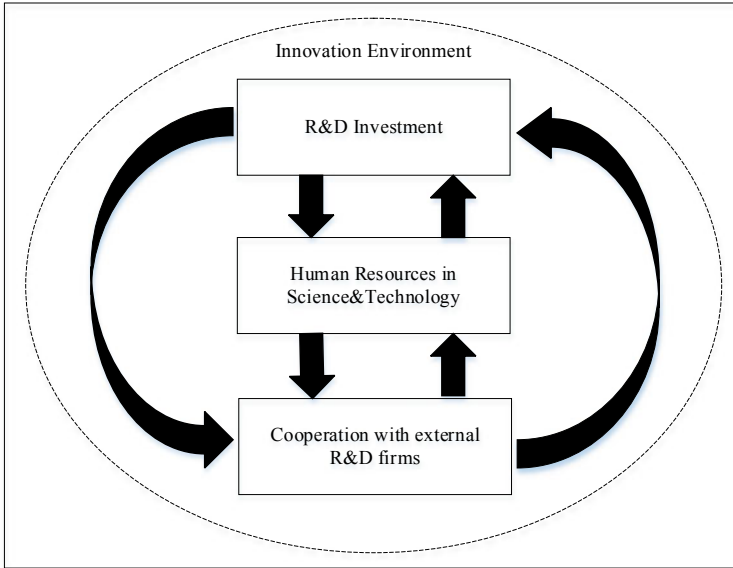 Innovation Environment
R&D Investment
Human Resources in
Science&Technology
Cooperation with external
R&D firms